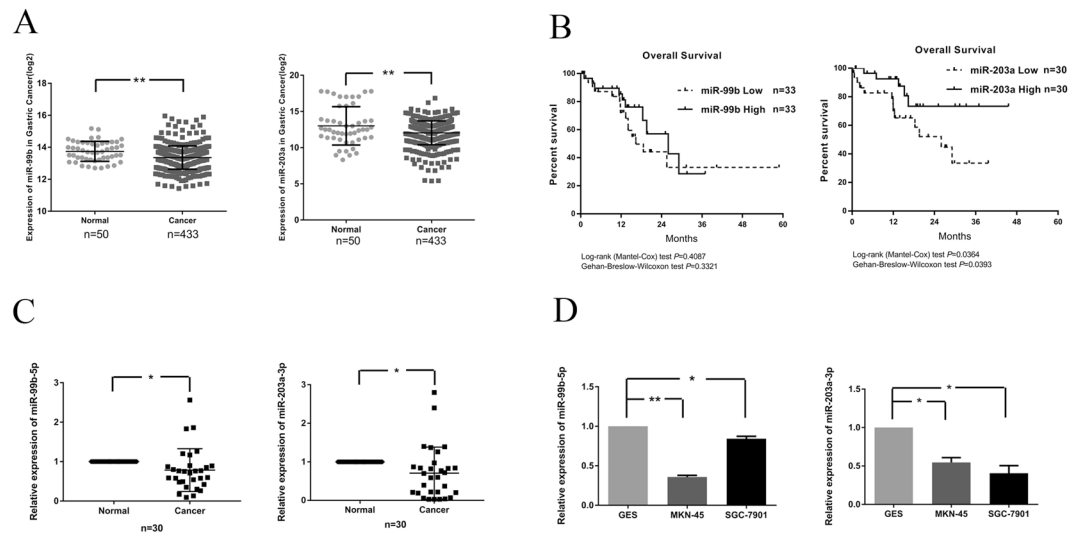 A
Expression of miR-99b in Gastric Cancer(log2)
18
16
14
12
10
**
Normal
Cancer
n=50
n=433
Expression of miR-203a in Gastric Cancer(log2)
20
15
10
5
0
**
Normal
Cancer
n=50
n=433
B
Overall Survival
Percent survival
100
80
60
40
20
0
miR-99b Low n=33
miR-99b High n=33
0 12 24 36 48 60
Months
Log-rank (Mantel-Cox) test P=0.4087
Gehan-Breslow-Wilcoxon test P=0.3321
Overall Survival
Percent survival
100
80
60
40
20
0
miR-203a Low n=30
miR-203a High n=30
0 12 24 36 48 60
Months
Log-rank (Mantel-Cox) test P=0.0364
Gehan-Breslow-Wilcoxon test P=0.0393
C
Relative expression of miR-99b-5p
3
2
1
0
*
Normal
Cancer
n=30
Relative expression of miR-203a-3p
3
2
1
0
*
Normal
Cancer
n=30
D
Relative expression of miR-99b-5p
1.5
1.0
0.5
0.0
*
**
GES
MKN-45
SGC-7901
Relative expression of miR-203a-3p
1.5
1.0
0.5
0.0
*
*
GES
MKN-45
SGC-7901